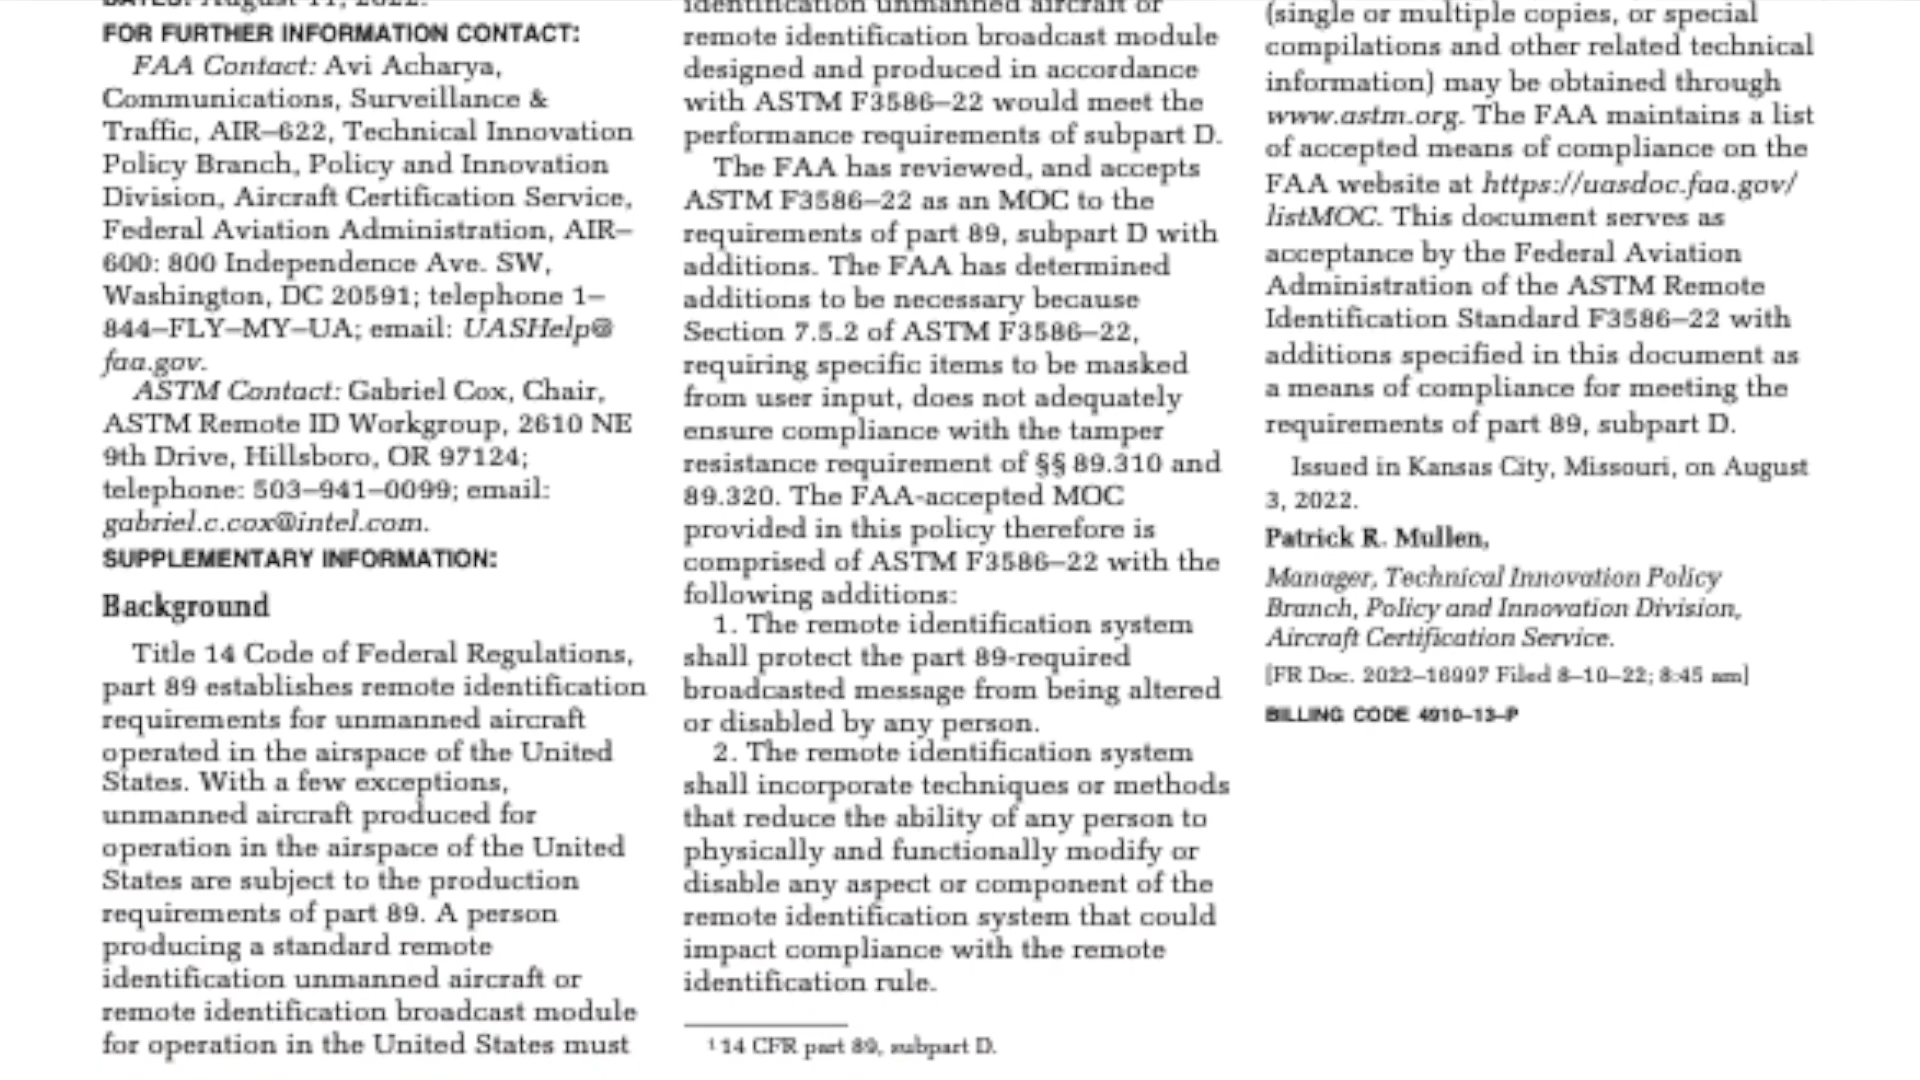 DATES: August 11, 2022.
FOR FURTHER INFORMATION CONTACT:
FAA Contact: Avi Acharya,
Communications, Surveillance &
Traffic, AIR–622, Technical Innovation
Policy Branch, Policy and Innovation
Division, Aircraft Certification Service,
Federal Aviation Administration, AIR–
600: 800 Independence Ave. SW,
Washington, DC 20591; telephone 1–
844–FLY–MY–UA; email: UASHelp@
faa.gov.
ASTM Contact: Gabriel Cox, Chair,
ASTM Remote ID Workgroup, 2610 NE
9th Drive, Hillsboro, OR 97124;
telephone: 503–941–0099; email:
gabriel.c.cox@intel.com.
SUPPLEMENTARY INFORMATION:
Background
Title 14 Code of Federal Regulations,
part 89 establishes remote identification
requirements for unmanned aircraft
operated in the airspace of the United
States. With a few exceptions,
unmanned aircraft produced for
operation in the airspace of the United
States are subject to the production
requirements of part 89. A person
producing a standard remote
identification unmanned aircraft or
remote identification broadcast module
for operation in the United States must
identification unmanned aircraft or
remote identification broadcast module
designed and produced in accordance
with ASTM F3586–22 would meet the
performance requirements of subpart D.
The FAA has reviewed, and accepts
ASTM F3586–22 as an MOC to the
requirements of part 89, subpart D with
additions. The FAA has determined
additions to be necessary because
Section 7.5.2 of ASTM F3586–22,
requiring specific items to be masked
from user input, does not adequately
ensure compliance with the tamper
resistance requirement of §§ 89.310 and
89.320. The FAA-accepted MOC
provided in this policy therefore is
comprised of ASTM F3586–22 with the
following additions:
1. The remote identification system
shall protect the part 89-required
broadcasted message from being altered
or disabled by any person.
2. The remote identification system
shall incorporate techniques or methods
that reduce the ability of any person to
physically and functionally modify or
disable any aspect or component of the
remote identification system that could
impact compliance with the remote
identification rule.
1 14 CFR part 89, subpart D.
(single or multiple copies, or special
compilations and other related technical
information) may be obtained through
www.astm.org. The FAA maintains a list
of accepted means of compliance on the
FAA website at https://uasdoc.faa.gov/
listMOC. This document serves as
acceptance by the Federal Aviation
Administration of the ASTM Remote
Identification Standard F3586–22 with
additions specified in this document as
a means of compliance for meeting the
requirements of part 89, subpart D.
Issued in Kansas City, Missouri, on August
3, 2022.
Patrick R. Mullen,
Manager, Technical Innovation Policy
Branch, Policy and Innovation Division,
Aircraft Certification Service.
[FR Doc. 2022–16997 Filed 8–10–22; 8:45 am]
BILLING CODE 4910–13–P